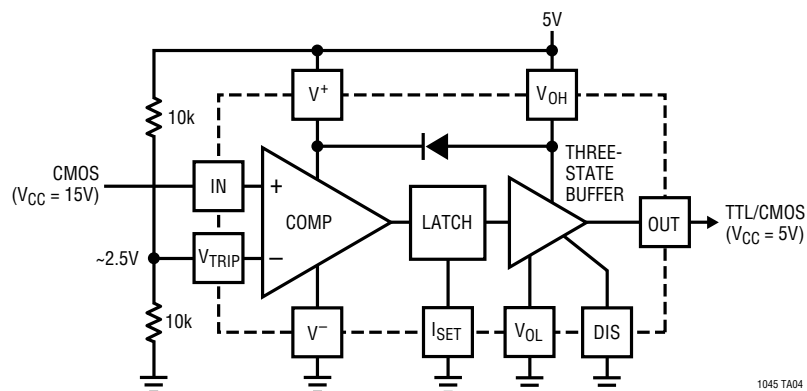 5V
V+
VOH
10k
THREE-
STATE
BUFFER
CMOS
(VCC = 15V)
IN
+
COMP
LATCH
OUT
TTL/CMOS
(VCC = 5V)
~2.5V
VTRIP
–
10k
V–
ISET
VOL
DIS
1045 TA04